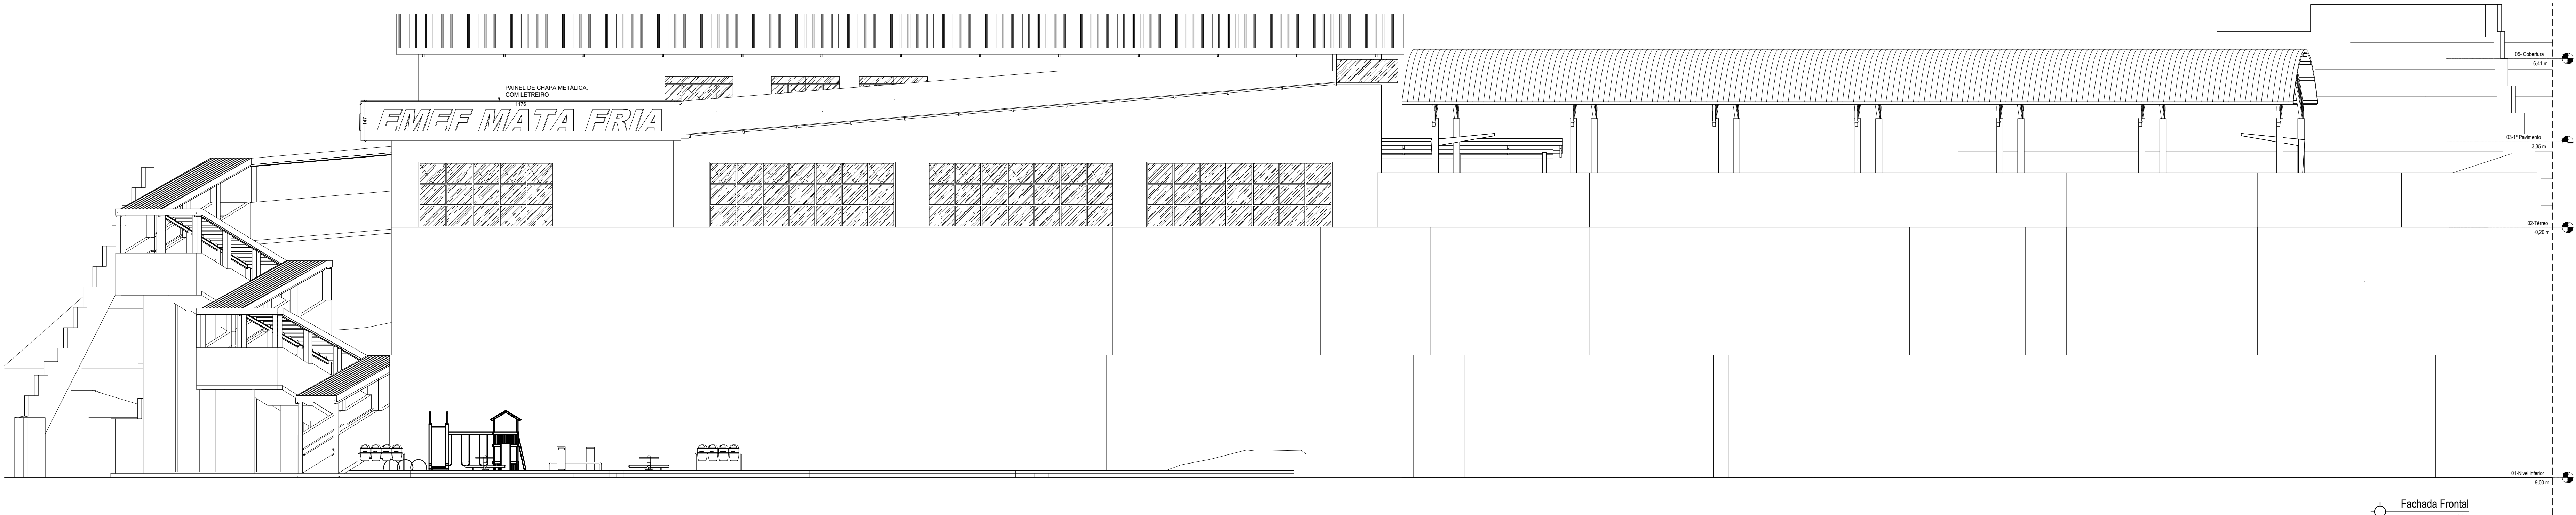 05- Cobertura
6,41 m
PAINEL DE CHAPA METÁLICA,
COM LETREIRO
1176
147
EMEF MATA FRIA
03-1º Pavimento
3,35 m
02-Térreo
0,20 m
01-Nível inferior
-9,00 m
Fachada Frontal